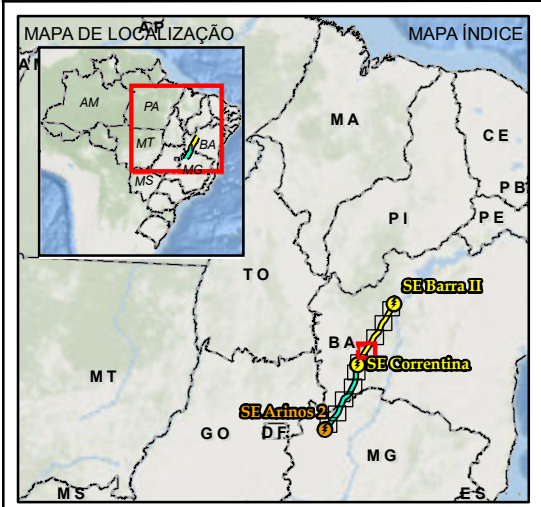 MAPA DE LOCALIZAÇÃO
MAPA ÍNDICE
AP
AM
PA
MT
BA
MG
MS
MA
CE
PB
PI
PE
TO
SE Barra II
BA
SE Correntina
MT
SE Arinos 2
GO
DF
MG
MS
ES